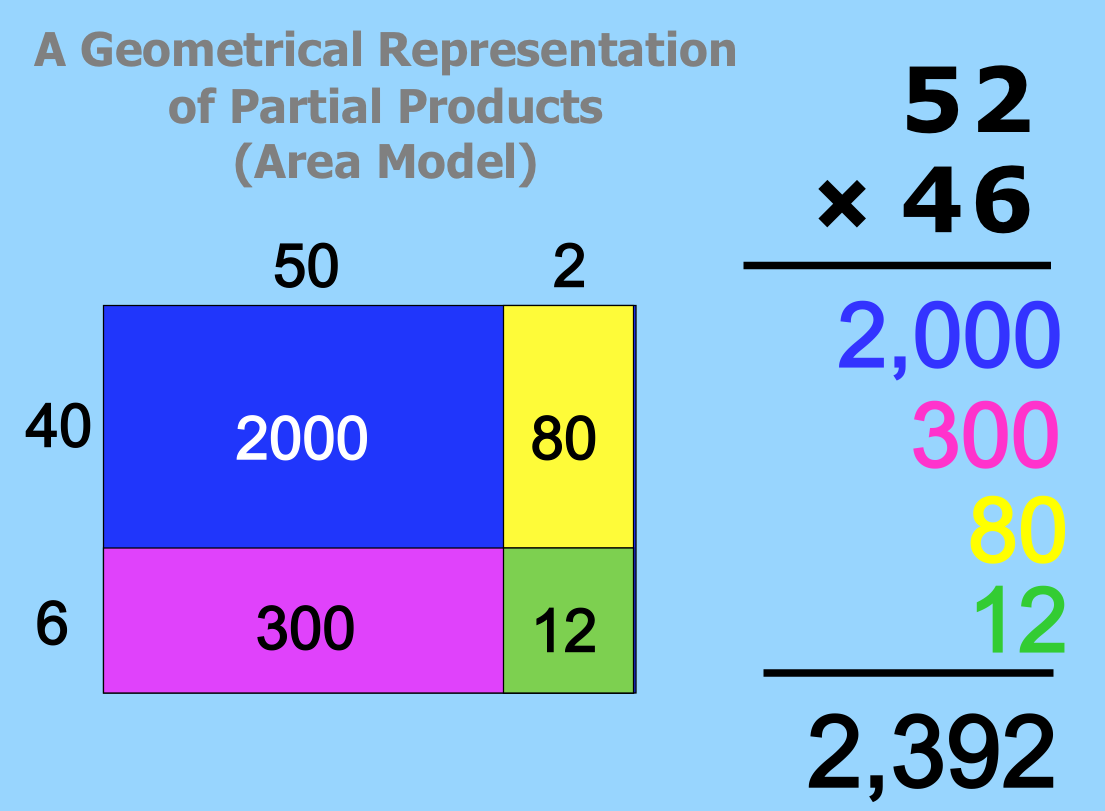 A Geometrical Representation
of Partial Products
(Area Model)
50 2
40 2000 80
6 300 12
52
× 46
2,000
300
80
12
2,392